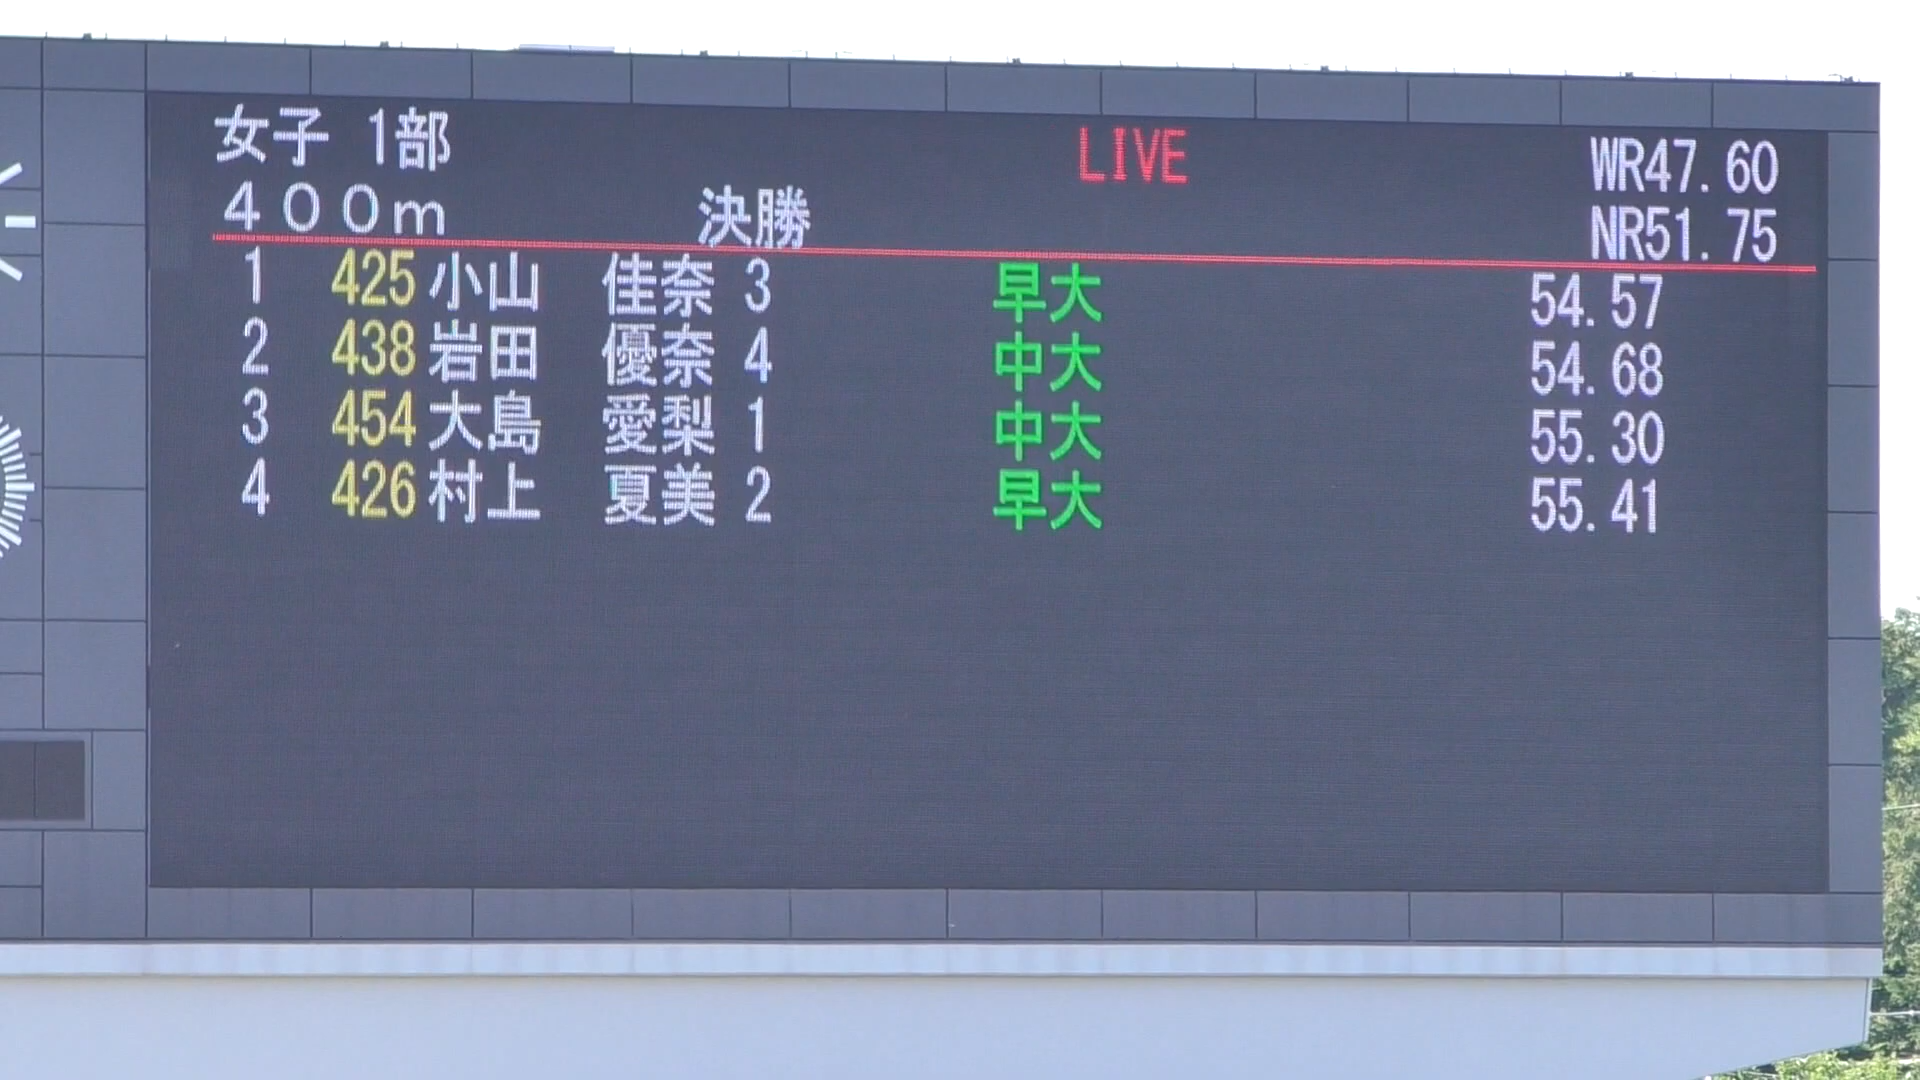 女子 1部 LIVE WR47.60
４００ｍ 決勝 NR51.75
1 425 小山 佳奈 3 早大 54.57
2 438 岩田 優奈 4 中大 54.68
3 454 大島 愛梨 1 中大 55.30
4 426 村上 夏美 2 早大 55.41